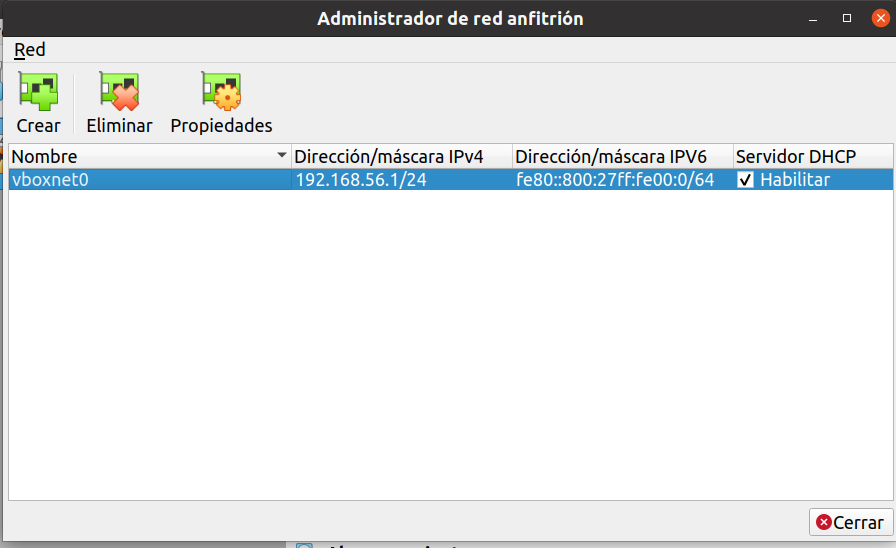 Administrador de red anfitrión
Red
Crear Eliminar Propiedades
Nombre Dirección/máscara IPv4 Dirección/máscara IPV6 Servidor DHCP
vboxnet0 192.168.56.1/24 fe80::800:27ff:fe00:0/64 Habilitar
Cerrar